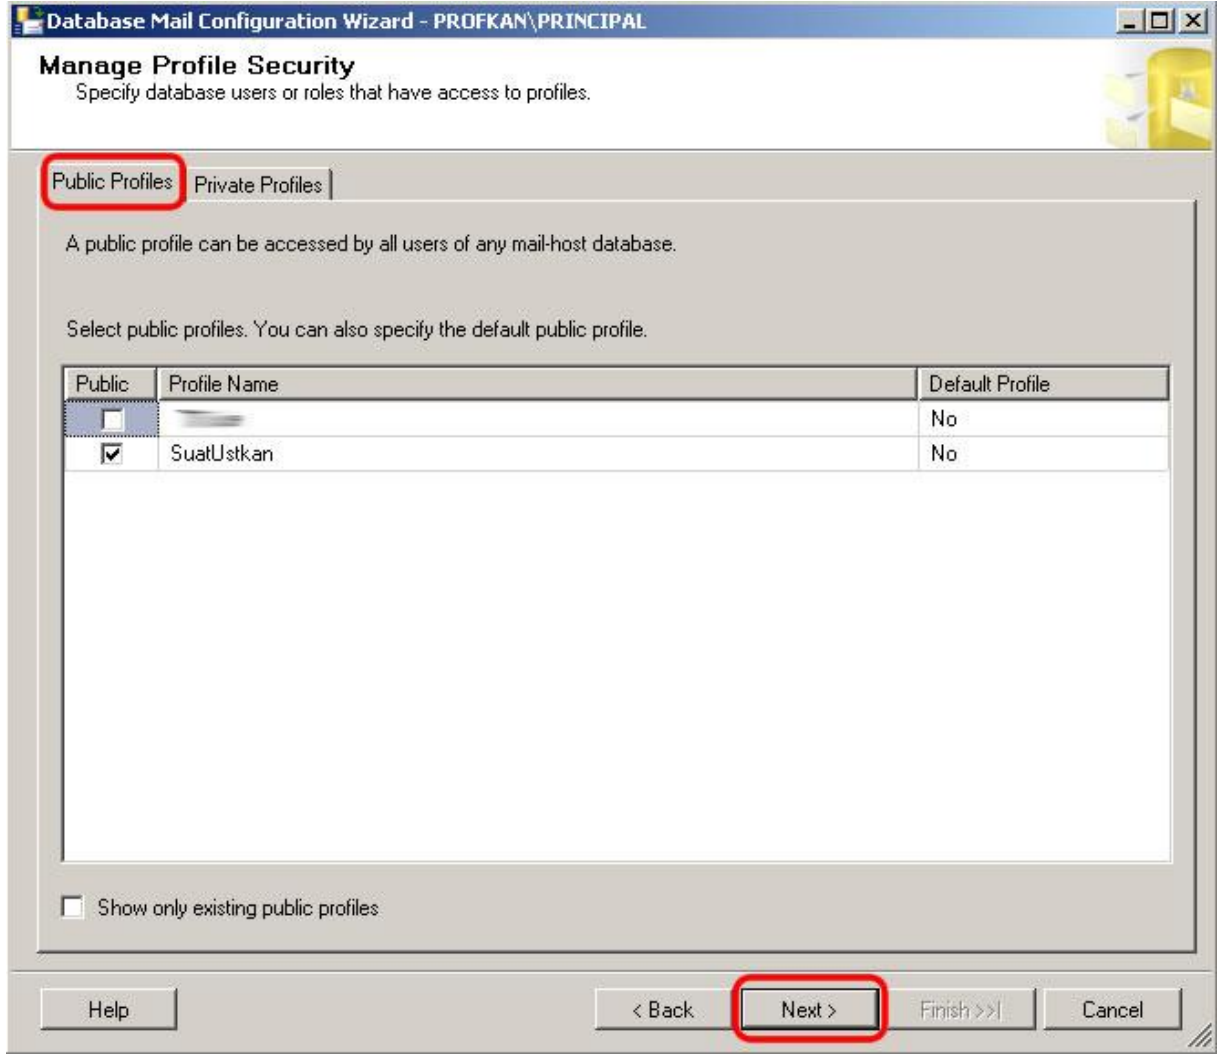 Database Mail Configuration Wizard - PROFKAN\PRINCIPAL
Manage Profile Security
Specify database users or roles that have access to profiles.
Public Profiles Private Profiles
A public profile can be accessed by all users of any mail-host database.
Select public profiles. You can also specify the default public profile.
Public Profile Name Default Profile
No
SuatUstkan No
Show only existing public profiles
Help < Back Next > Finish >>| Cancel